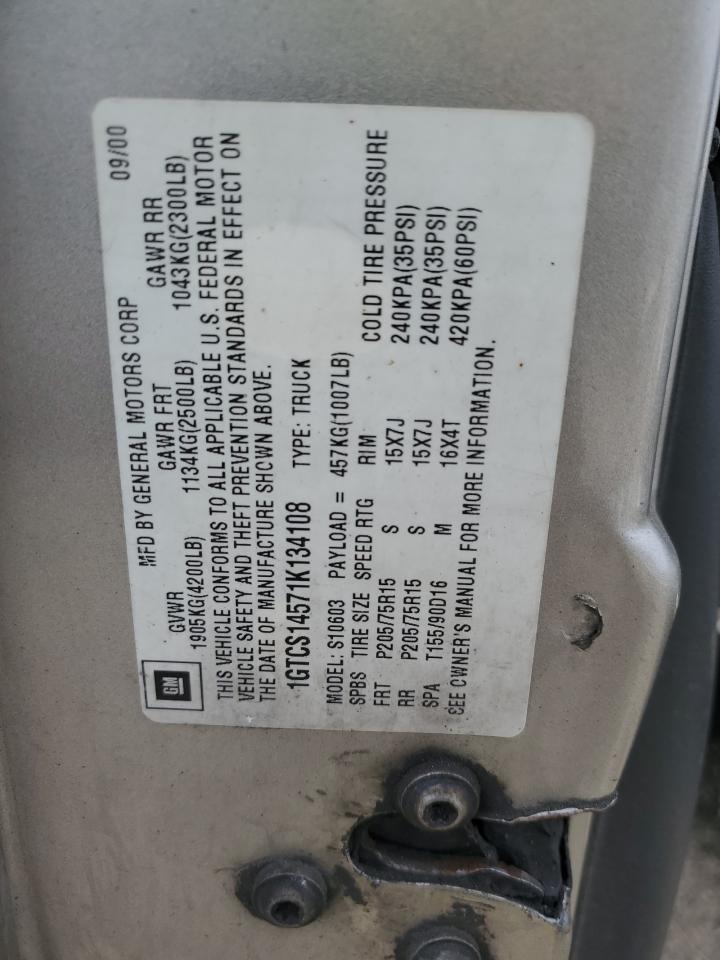 MFD BY GENERAL MOTORS CORP 09/00
GM
GVWR GAWR FRT GAWR RR
1905KG(4200LB) 1134KG(2500LB) 1043KG(2300LB)
THIS VEHICLE CONFORMS TO ALL APPLICABLE U.S. FEDERAL MOTOR
VEHICLE SAFETY AND THEFT PREVENTION STANDARDS IN EFFECT ON
THE DATE OF MANUFACTURE SHOWN ABOVE.
1GTCS14571K134108 TYPE: TRUCK
MODEL: S10603 PAYLOAD = 457KG(1007LB)
SPBS TIRE SIZE SPEED RTG RIM COLD TIRE PRESSURE
FRT P205/75R15 S 15X7J 240KPA(35PSI)
RR P205/75R15 S 15X7J 240KPA(35PSI)
SPA T155/90D16 M 16X4T 420KPA(60PSI)
SEE OWNER'S MANUAL FOR MORE INFORMATION.